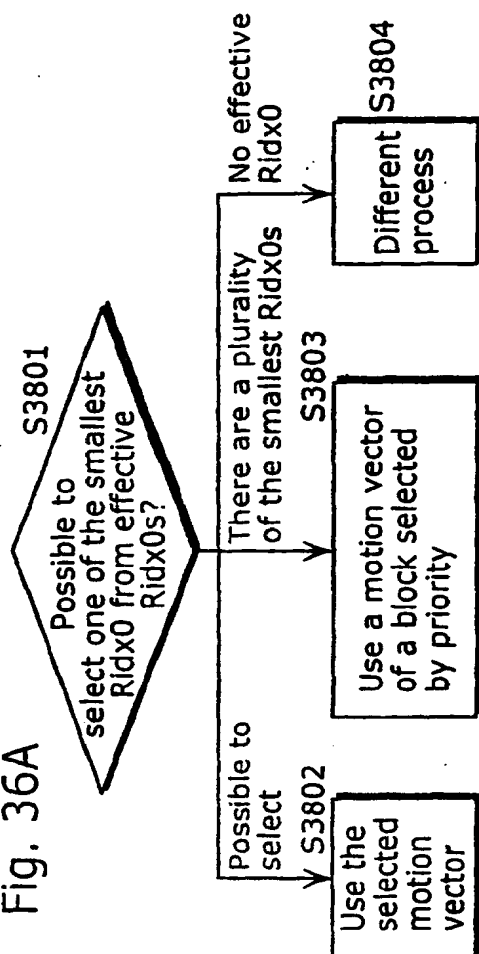 Fig. 36A
S3801
Possible to
select one of the smallest
Ridx0 from effective
Ridx0s?
Possible to
select
There are a plurality
of the smallest Ridx0s
No effective
Ridx0
S3802
Use the
selected
motion
vector
S3803
Use a motion vector
of a block selected
by priority
S3804
Different
process